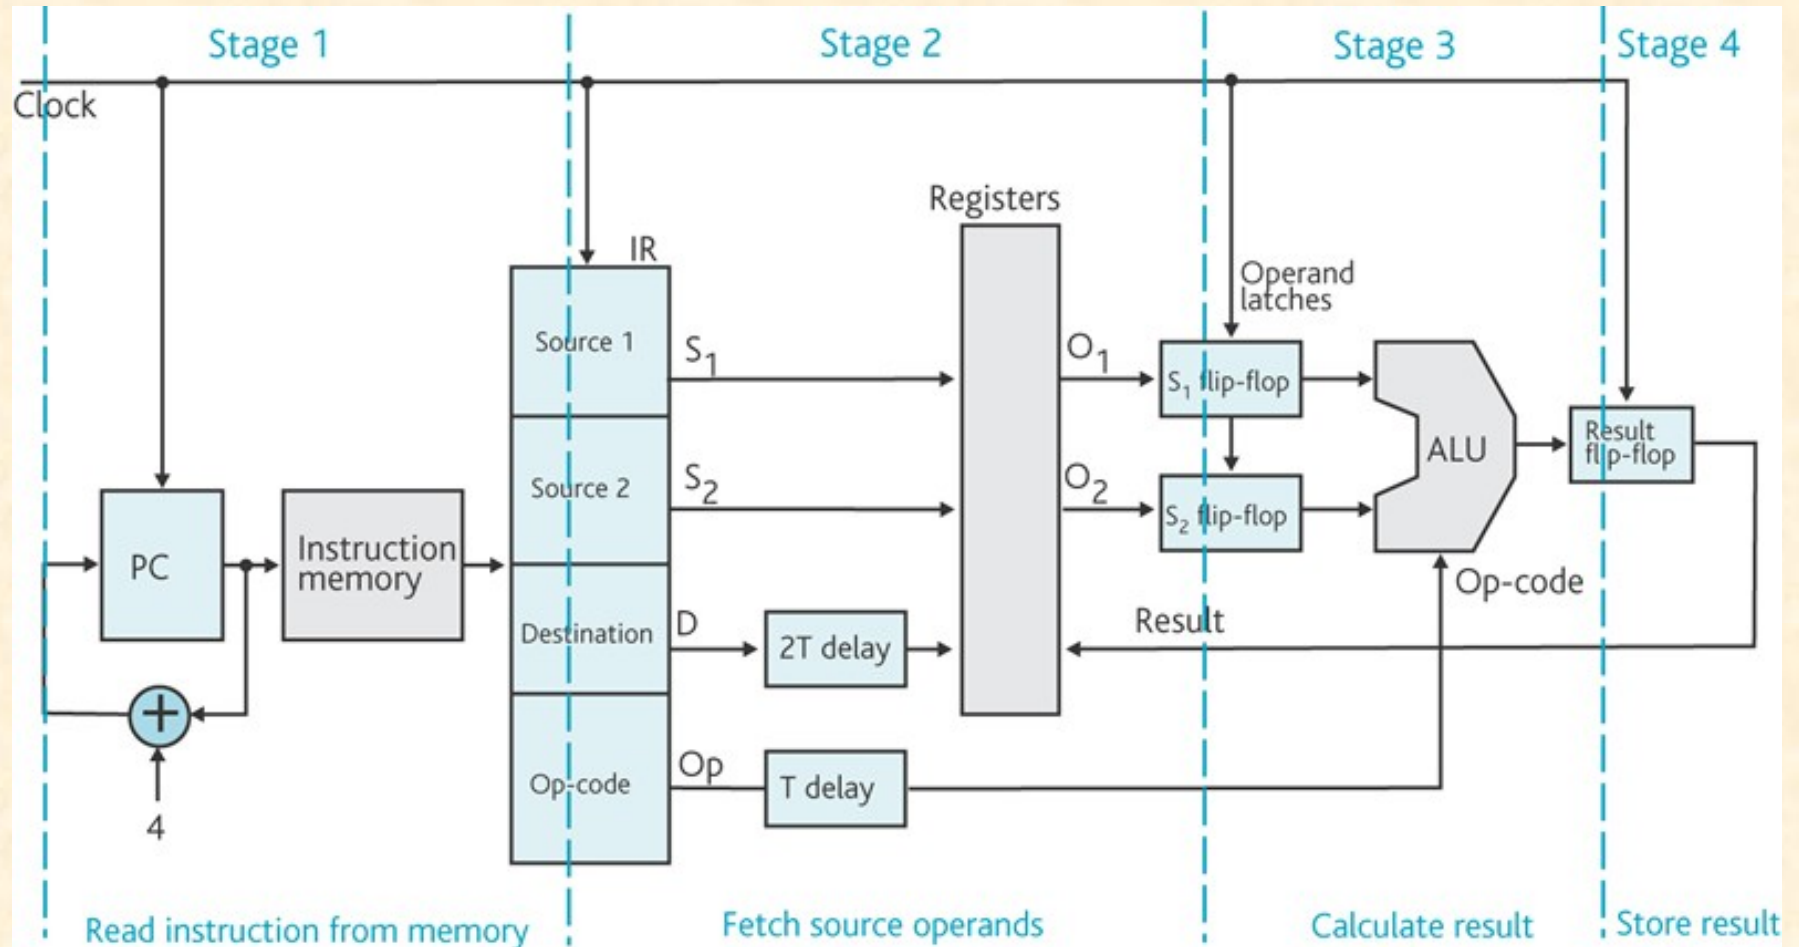 Stage 1
Stage 2
Stage 3
Stage 4
Clock
Registers
IR
Operand
latches
Source 1
S1
O1
S1 flip-flop
Source 2
S2
O2
S2 flip-flop
ALU
Result
flip-flop
PC
Instruction
memory
Op-code
Destination
D
2T delay
Result
+
4
Op-code
Op
T delay
Read instruction from memory
Fetch source operands
Calculate result
Store result